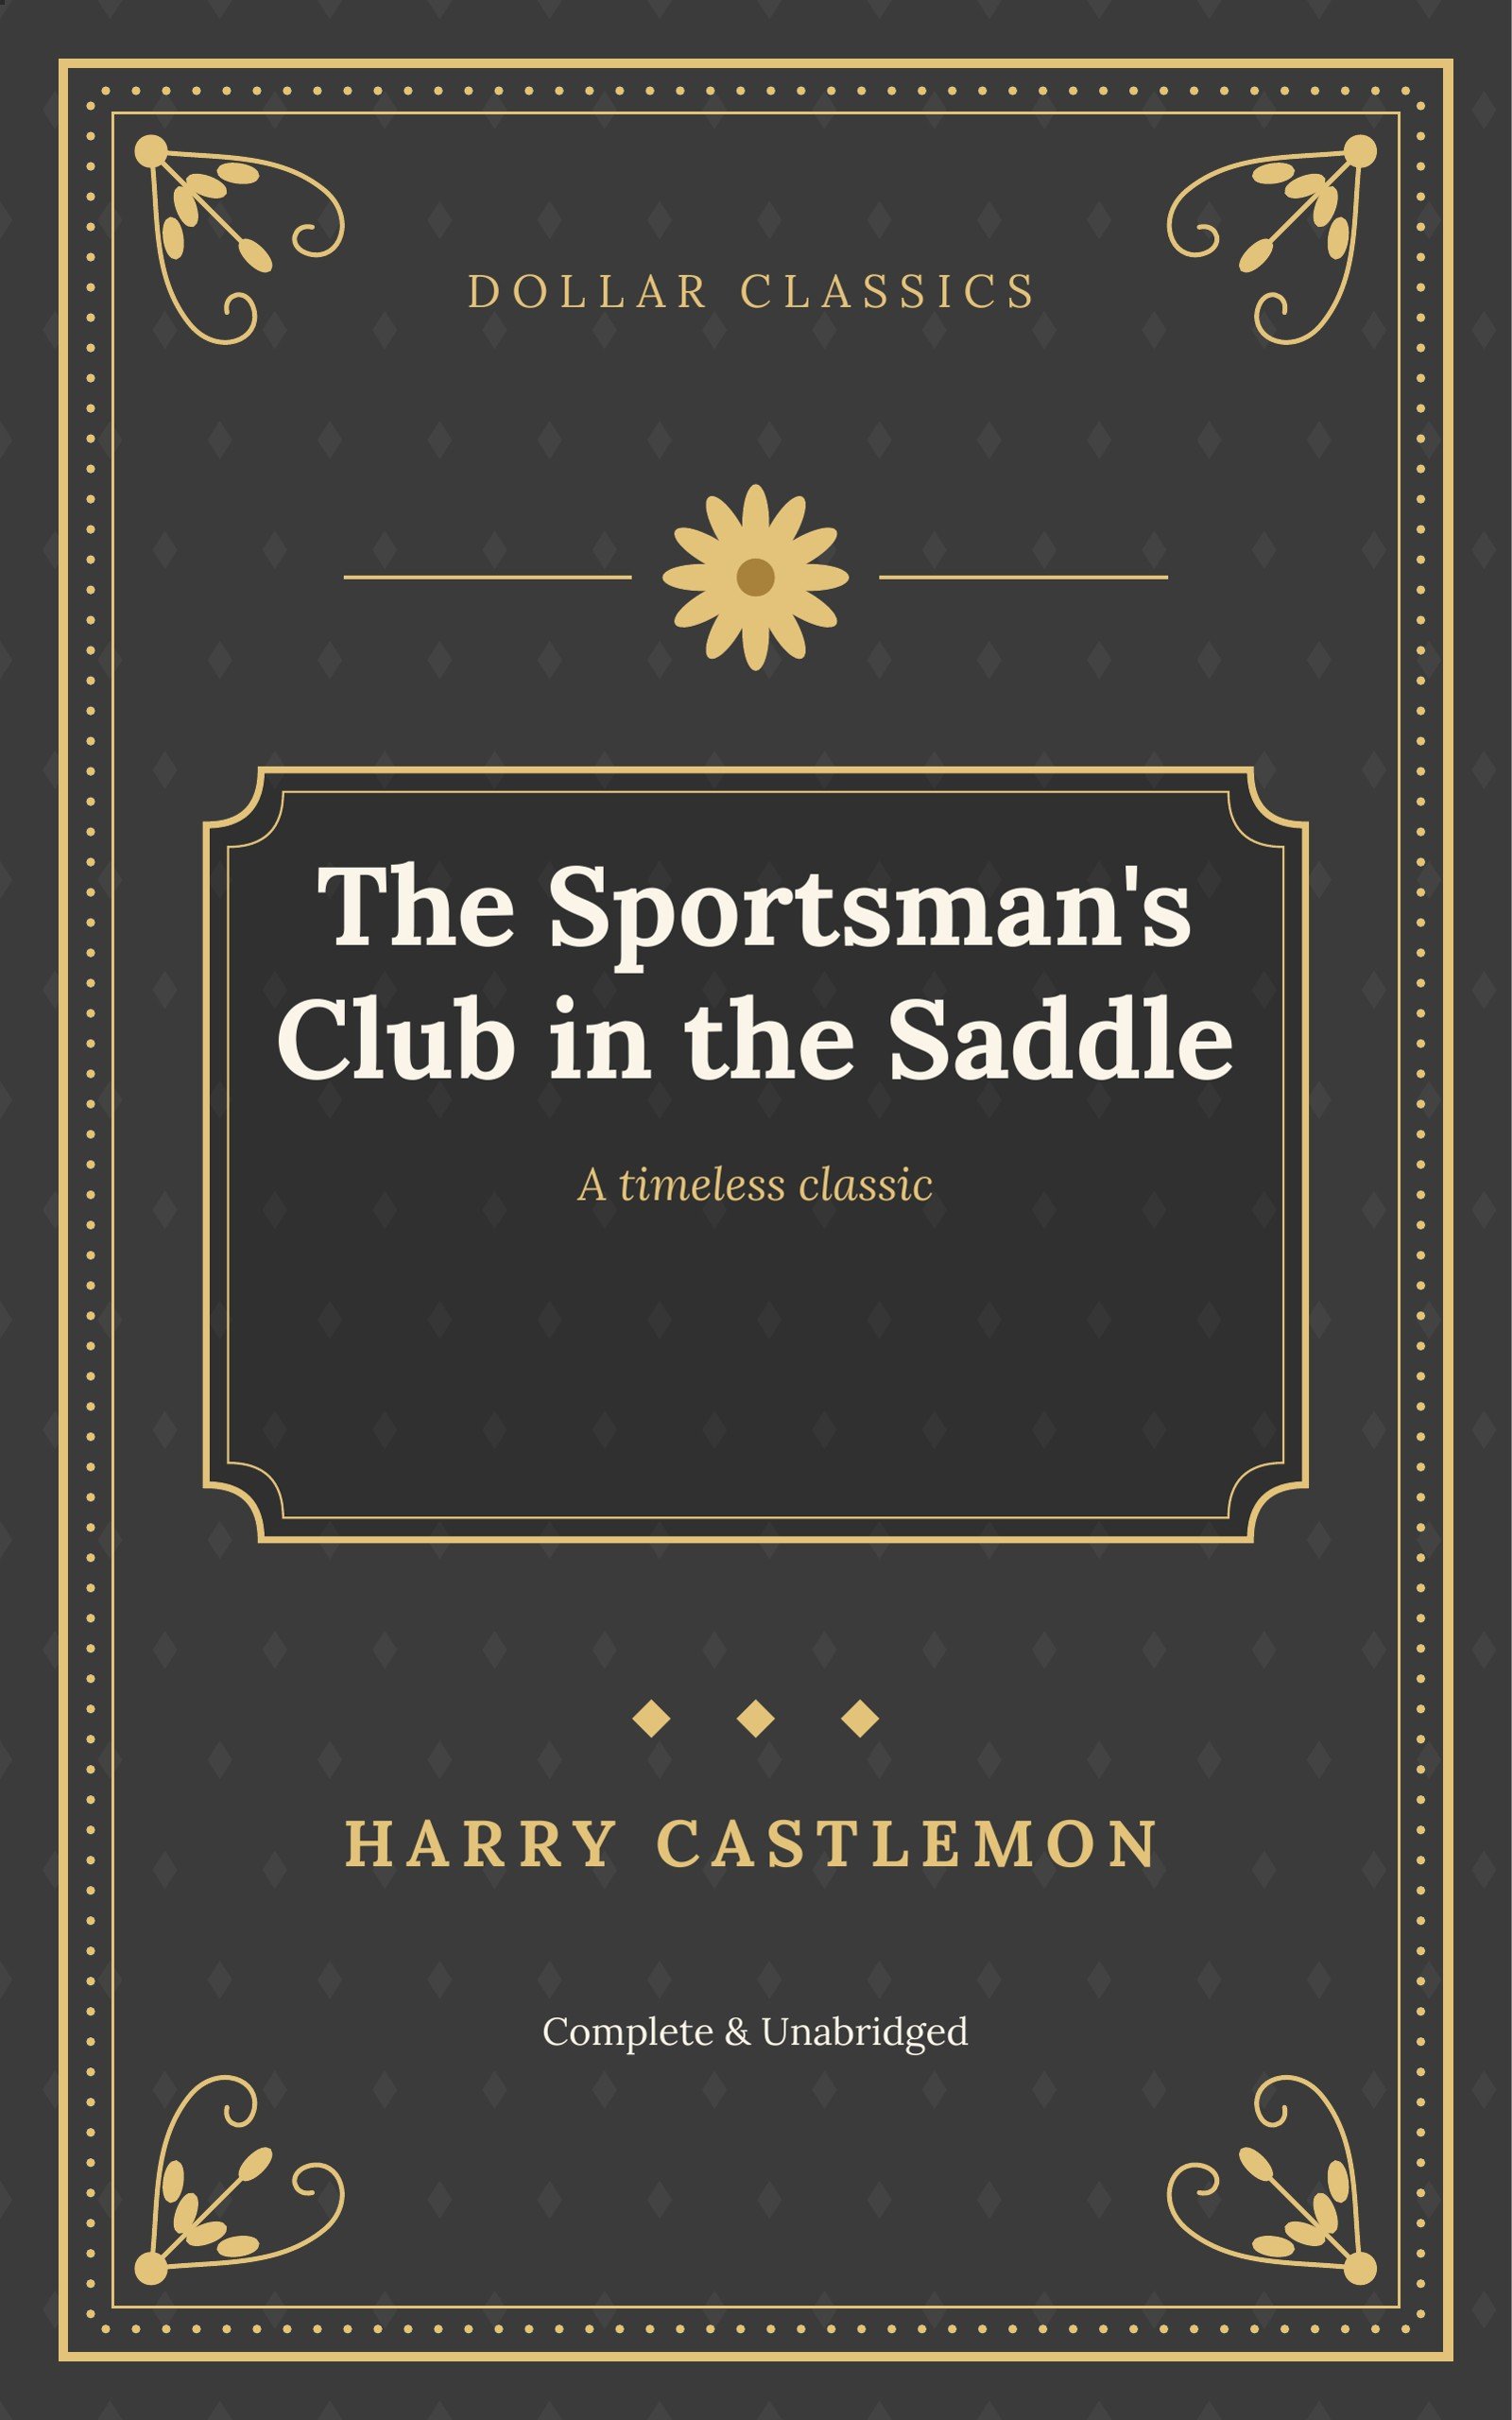 DOLLAR CLASSICS
The Sportsman's
Club in the Saddle
A timeless classic
HARRY CASTLEMON
Complete & Unabridged